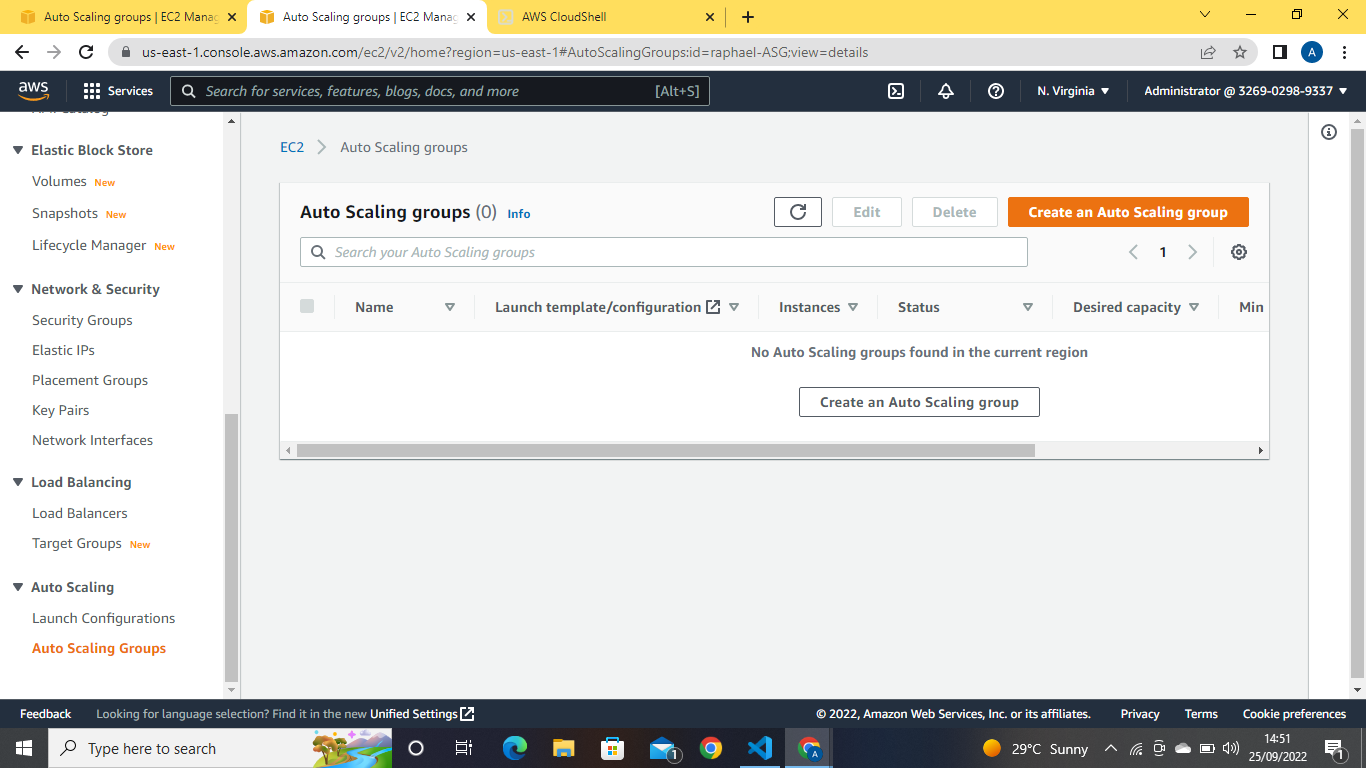 Auto Scaling groups | EC2 Manag
Auto Scaling groups | EC2 Manag
AWS CloudShell
us-east-1.console.aws.amazon.com/ec2/v2/home?region=us-east-1#AutoScalingGroups:id=raphael-ASG;view=details
A
aws
Services
Search for services, features, blogs, docs, and more
[Alt+S]
N. Virginia
Administrator @ 3269-0298-9337
Elastic Block Store
Volumes New
Snapshots New
Lifecycle Manager New
Network & Security
Security Groups
Elastic IPs
Placement Groups
Key Pairs
Network Interfaces
Load Balancing
Load Balancers
Target Groups New
Auto Scaling
Launch Configurations
Auto Scaling Groups
EC2
Auto Scaling groups
Auto Scaling groups (0) Info
Edit
Delete
Create an Auto Scaling group
Search your Auto Scaling groups
1
Name
Launch template/configuration
Instances
Status
Desired capacity
Min
No Auto Scaling groups found in the current region
Create an Auto Scaling group
Feedback
Looking for language selection? Find it in the new Unified Settings
© 2022, Amazon Web Services, Inc. or its affiliates.
Privacy
Terms
Cookie preferences
Type here to search
1
A
29°C Sunny
14:51
25/09/2022
1